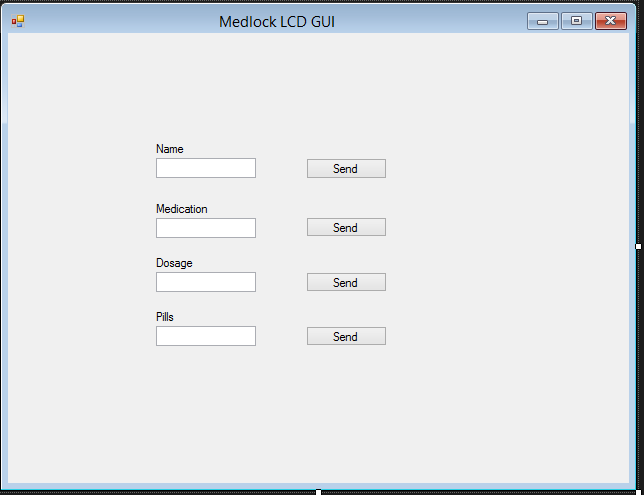 Medlock LCD GUI
Name
Send
Medication
Send
Dosage
Send
Pills
Send